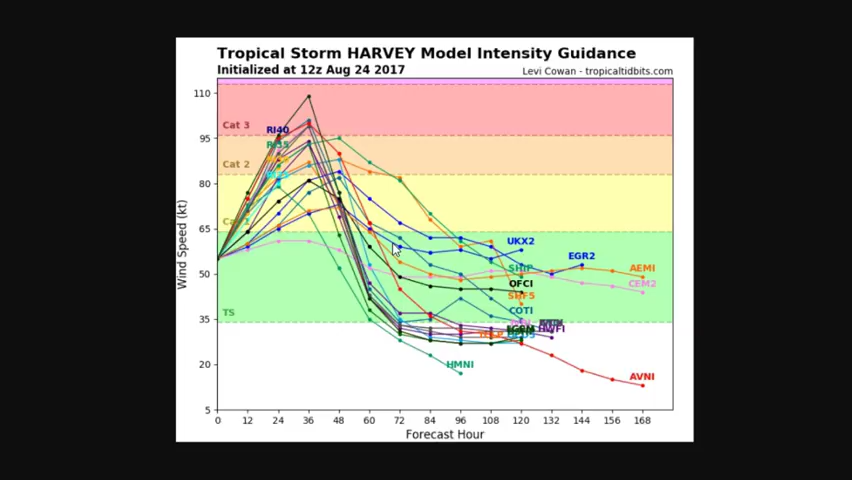 Tropical Storm HARVEY Model Intensity Guidance
Initialized at 12z Aug 24 2017
Levi Cowan - tropicaltidbits.com
110
95
80
65
50
35
20
5
Wind Speed (kt)
Cat 3
Cat 2
TS
RI40
UKX2
EGR2
SHIP
AEMI
OFCI
CEM2
COTI
HWFI
HMNI
AVNI
0 12 24 36 48 60 72 84 96 108 120 132 144 156 168
Forecast Hour